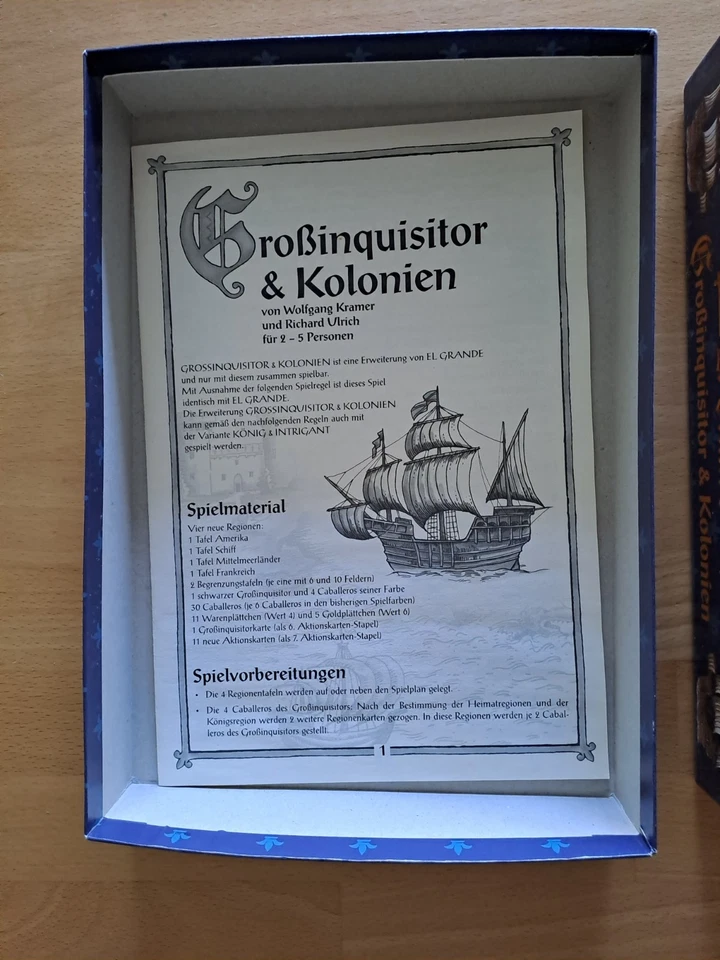 Großinquisitor
& Kolonien
von Wolfgang Kramer
und Richard Ulrich
für 2 – 5 Personen
GROSSINQUISITOR & KOLONIEN ist eine Erweiterung von EL GRANDE
und nur mit diesem zusammen spielbar.
Mit Ausnahme der folgenden Spielregel ist dieses Spiel
identisch mit EL GRANDE.
Die Erweiterung GROSSINQUISITOR & KOLONIEN
kann gemäß den nachfolgenden Regeln auch mit
der Variante KÖNIG & INTRIGANT
gespielt werden.
Spielmaterial
Vier neue Regionen:
1 Tafel Amerika
1 Tafel Schiff
1 Tafel Mittelmeerländer
1 Tafel Frankreich
2 Begrenzungstafeln (je eine mit 6 und 10 Feldern)
1 schwarzer Großinquisitor und 4 Caballeros seiner Farbe
30 Caballeros (je 6 Caballeros in den bisherigen Spielfarben)
11 Warenplättchen (Wert 4) und 5 Goldplättchen (Wert 6)
1 Großinquisitorkarte (als 6. Aktionskarten-Stapel)
11 neue Aktionskarten (als 7. Aktionskarten-Stapel)
Spielvorbereitungen
• Die 4 Regionentafeln werden auf oder neben den Spielplan gelegt.
• Die 4 Caballeros des Großinquisitors: Nach der Bestimmung der Heimatregionen und der
Königsregion werden 2 weitere Regionenkarten gezogen. In diese Regionen werden je 2 Cabal-
leros des Großinquisitors gestellt.
1
Großinquisitor & Kolonien